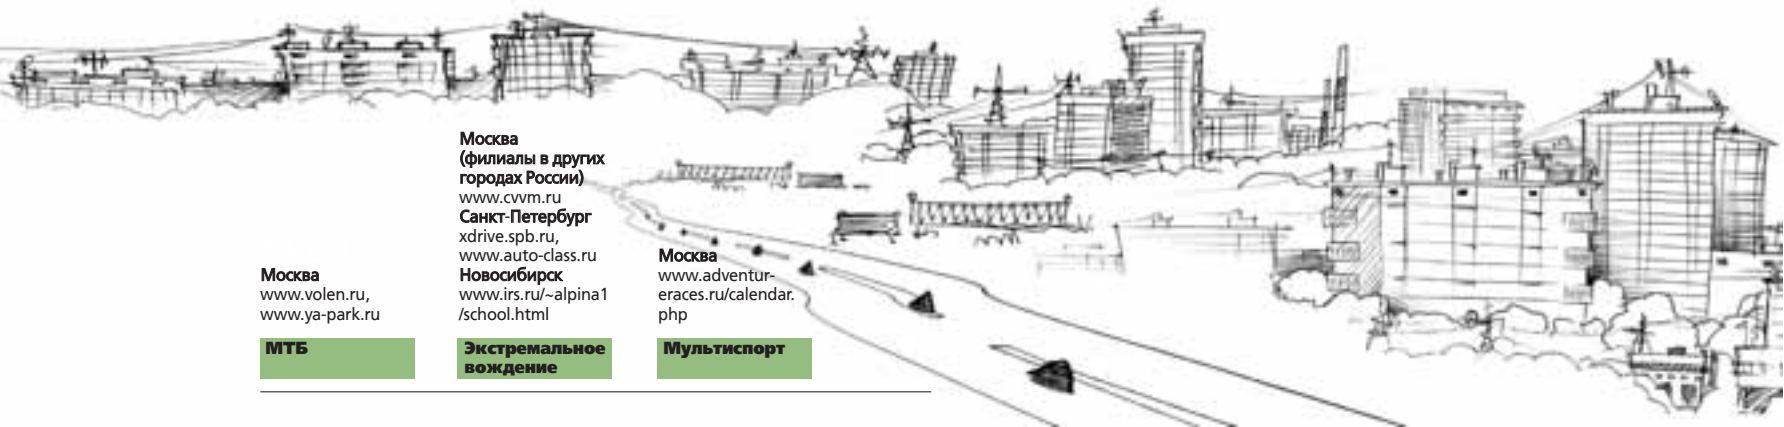 Москва
www.volen.ru,
www.ya-park.ru
МТБ
Москва
(филиалы в других
городах России)
www.cvvm.ru
Санкт-Петербург
xdrive.spb.ru,
www.auto-class.ru
Новосибирск
www.irs.ru/~alpina1
/school.html
Экстремальное
вождение
Москва
www.adventur-
eraces.ru/calendar.
php
Мультиспорт